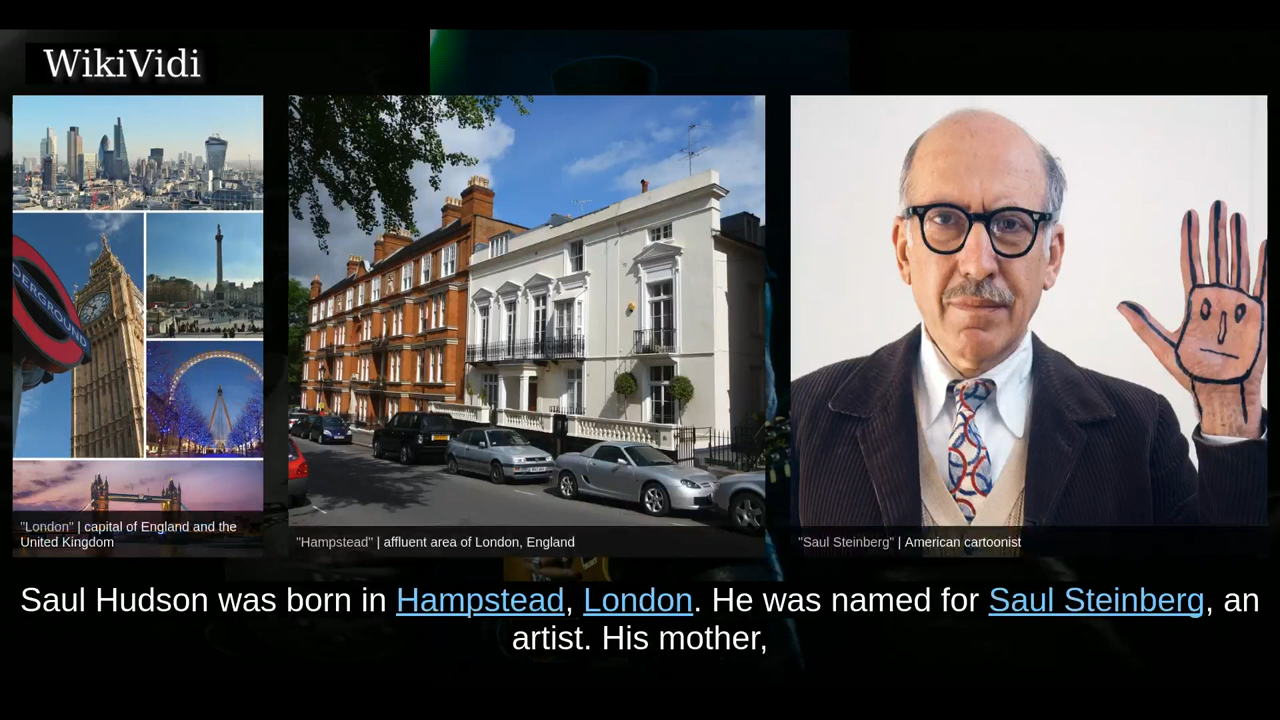 WikiVidi
DERGROUND
"London" | capital of England and the
United Kingdom
"Hampstead" | affluent area of London, England
"Saul Steinberg" | American cartoonist
Saul Hudson was born in Hampstead, London. He was named for Saul Steinberg, an
artist. His mother,